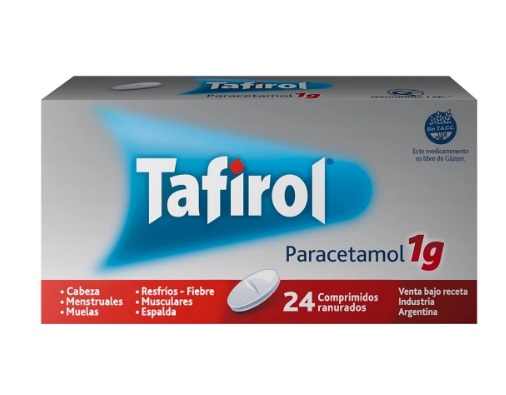 Tafirol
Paracetamol 1g
Sin T.A.C.C.
Este medicamento
es libre de Gluten.
Tafirol®
Paracetamol 1g
• Cabeza
• Menstruales
• Muelas
• Resfríos - Fiebre
• Musculares
• Espalda
24 Comprimidos
ranurados
Venta bajo receta
Industria
Argentina